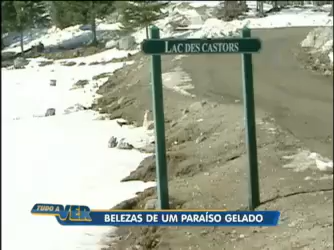 LAC DES CASTORS
TUDO A
VER
BELEZAS DE UM PARAÍSO GELADO